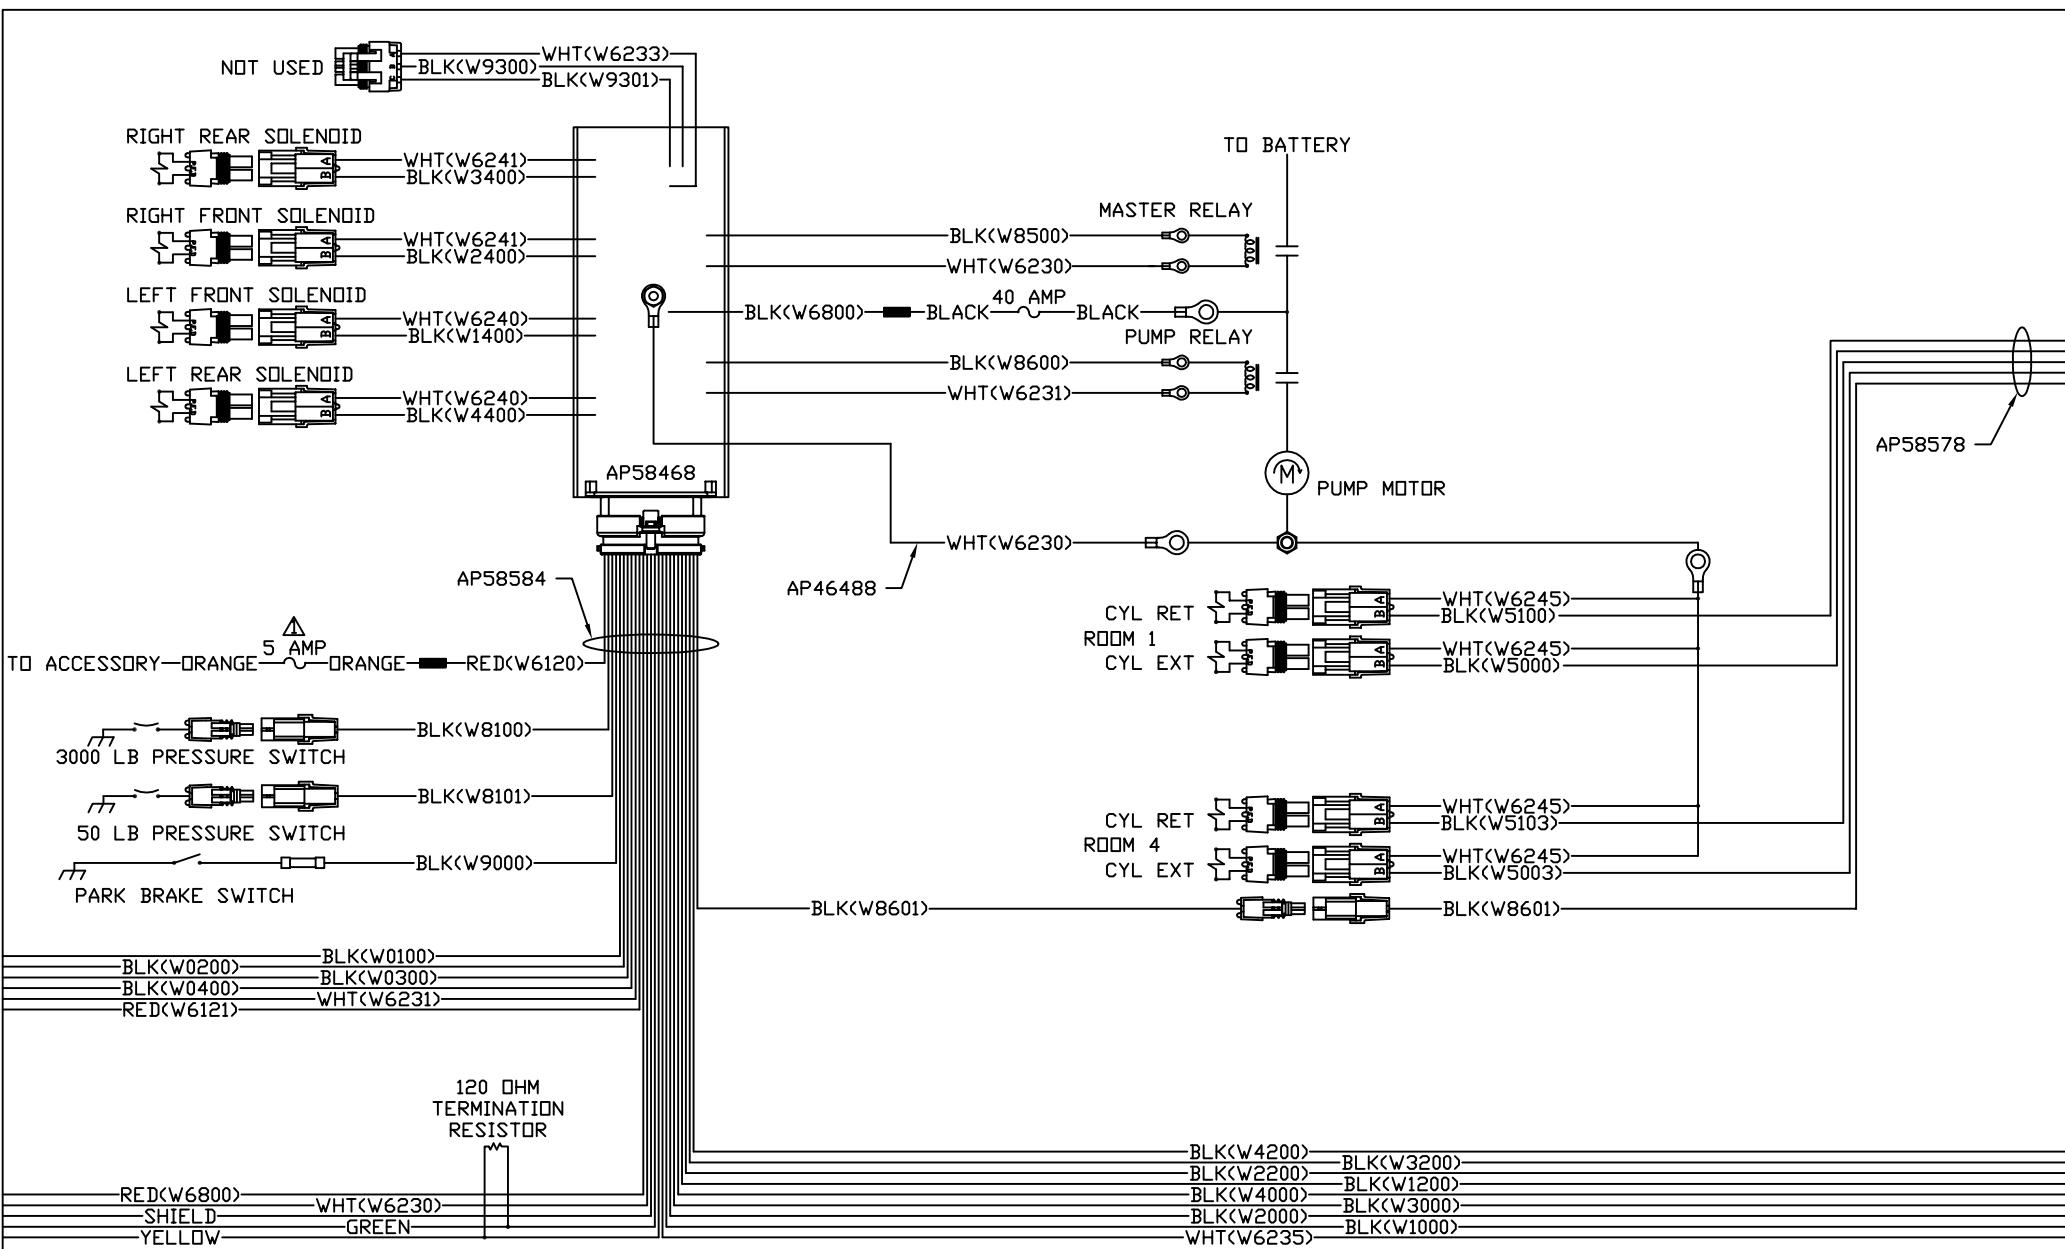 NOT USED
WHT(W6233)
BLK(W9300)
BLK(W9301)
RIGHT REAR SOLENOID
A
B
WHT(W6241)
BLK(W3400)
RIGHT FRONT SOLENOID
A
B
WHT(W6241)
BLK(W2400)
LEFT FRONT SOLENOID
A
B
WHT(W6240)
BLK(W1400)
LEFT REAR SOLENOID
A
B
WHT(W6240)
BLK(W4400)
AP58468
TO BATTERY
MASTER RELAY
BLK(W8500)
WHT(W6230)
BLK(W6800)
BLACK
40 AMP
BLACK
PUMP RELAY
BLK(W8600)
WHT(W6231)
M
PUMP MOTOR
WHT(W6230)
AP46488
AP58578
AP58584
1
5 AMP
TO ACCESSORY
ORANGE
ORANGE
RED(W6120)
BLK(W8100)
3000 LB PRESSURE SWITCH
BLK(W8101)
50 LB PRESSURE SWITCH
BLK(W9000)
PARK BRAKE SWITCH
CYL RET
A
B
WHT(W6245)
BLK(W5100)
ROOM 1
CYL EXT
A
B
WHT(W6245)
BLK(W5000)
CYL RET
A
B
WHT(W6245)
BLK(W5103)
ROOM 4
CYL EXT
A
B
WHT(W6245)
BLK(W5003)
BLK(W8601)
BLK(W8601)
BLK(W0100)
BLK(W0200)
BLK(W0300)
BLK(W0400)
WHT(W6231)
RED(W6121)
120 OHM
TERMINATION
RESISTOR
RED(W6800)
WHT(W6230)
SHIELD
GREEN
YELLOW
BLK(W4200)
BLK(W3200)
BLK(W2200)
BLK(W1200)
BLK(W4000)
BLK(W3000)
BLK(W2000)
BLK(W1000)
WHT(W6235)